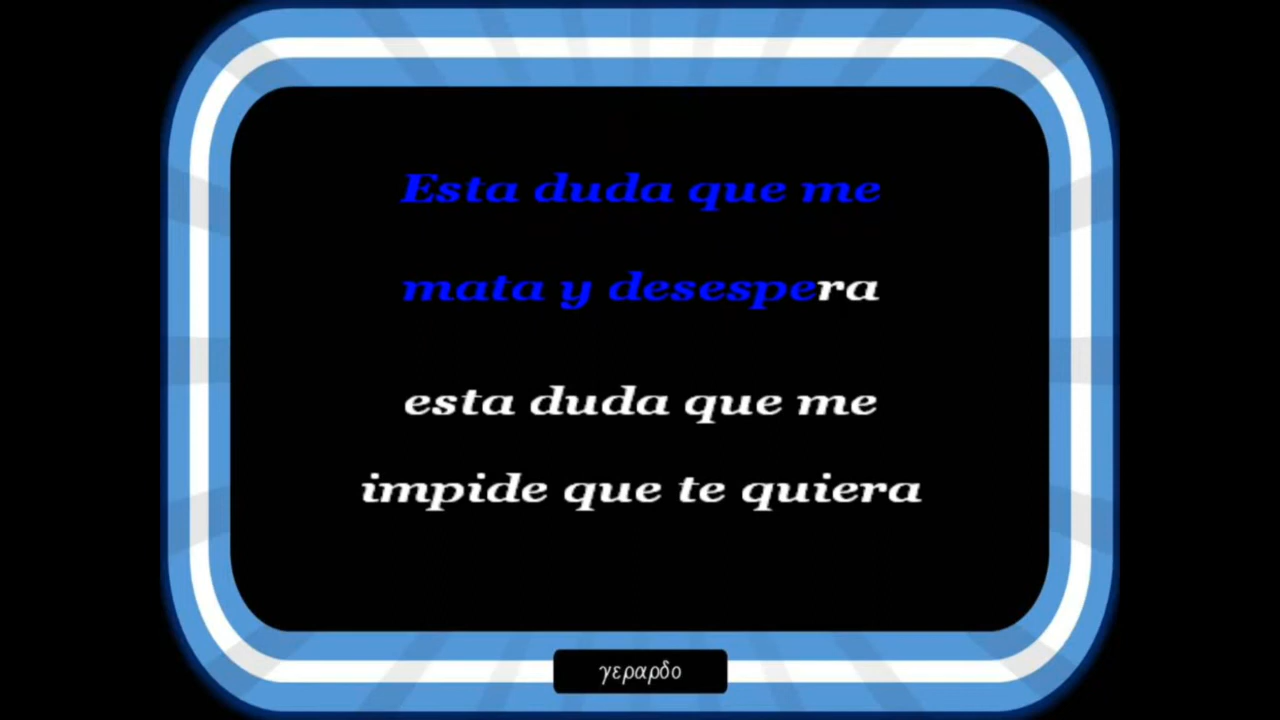 Esta duda que me
mata y desespera
esta duda que me
impide que te quiera
γεραρδο